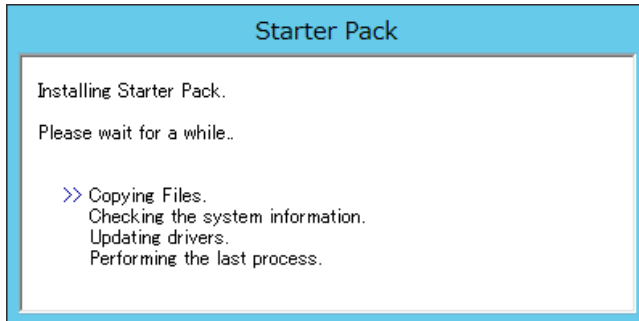 Starter Pack
Installing Starter Pack.
Please wait for a while..
>> Copying Files.
Checking the system information.
Updating drivers.
Performing the last process.